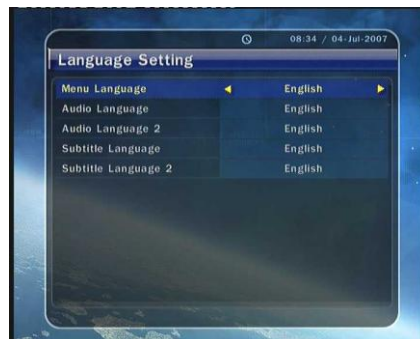 08:34 / 04-Jul-2007
Language Setting
Menu Language English
Audio Language English
Audio Language 2 English
Subtitle Language English
Subtitle Language 2 English